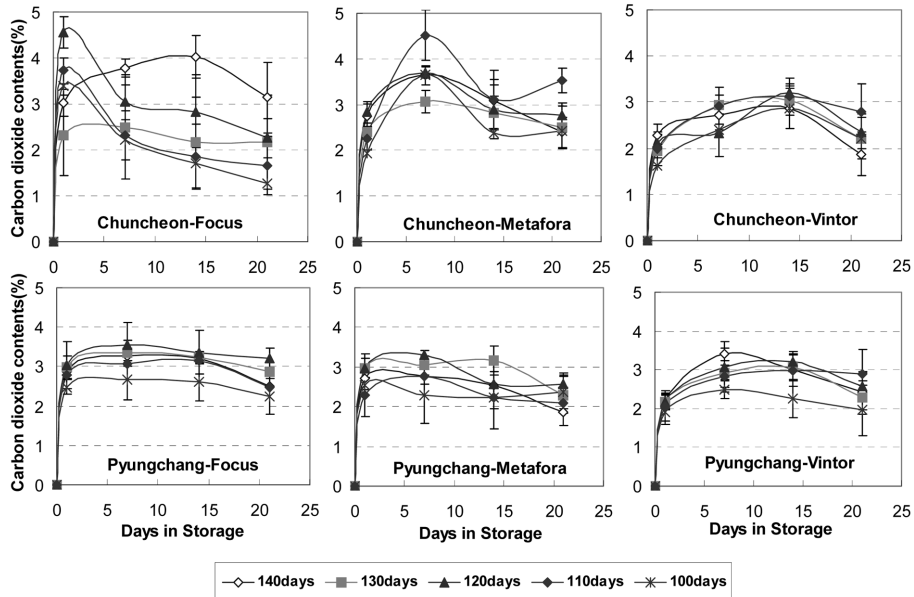 Carbon dioxide contents(%)
5
4
3
2
1
0
Chuncheon-Focus
0 5 10 15 20 25
5
4
3
2
1
0
Chuncheon-Metafora
0 5 10 15 20 25
5
4
3
2
1
0
Chuncheon-Vintor
0 5 10 15 20 25
Carbon dioxide contents(%)
5
4
3
2
1
0
Pyungchang-Focus
0 5 10 15 20 25
Days in Storage
5
4
3
2
1
0
Pyungchang-Metafora
0 5 10 15 20 25
Days in Storage
5
4
3
2
1
0
Pyungchang-Vintor
0 5 10 15 20 25
Days in Storage
140days 130days 120days 110days 100days